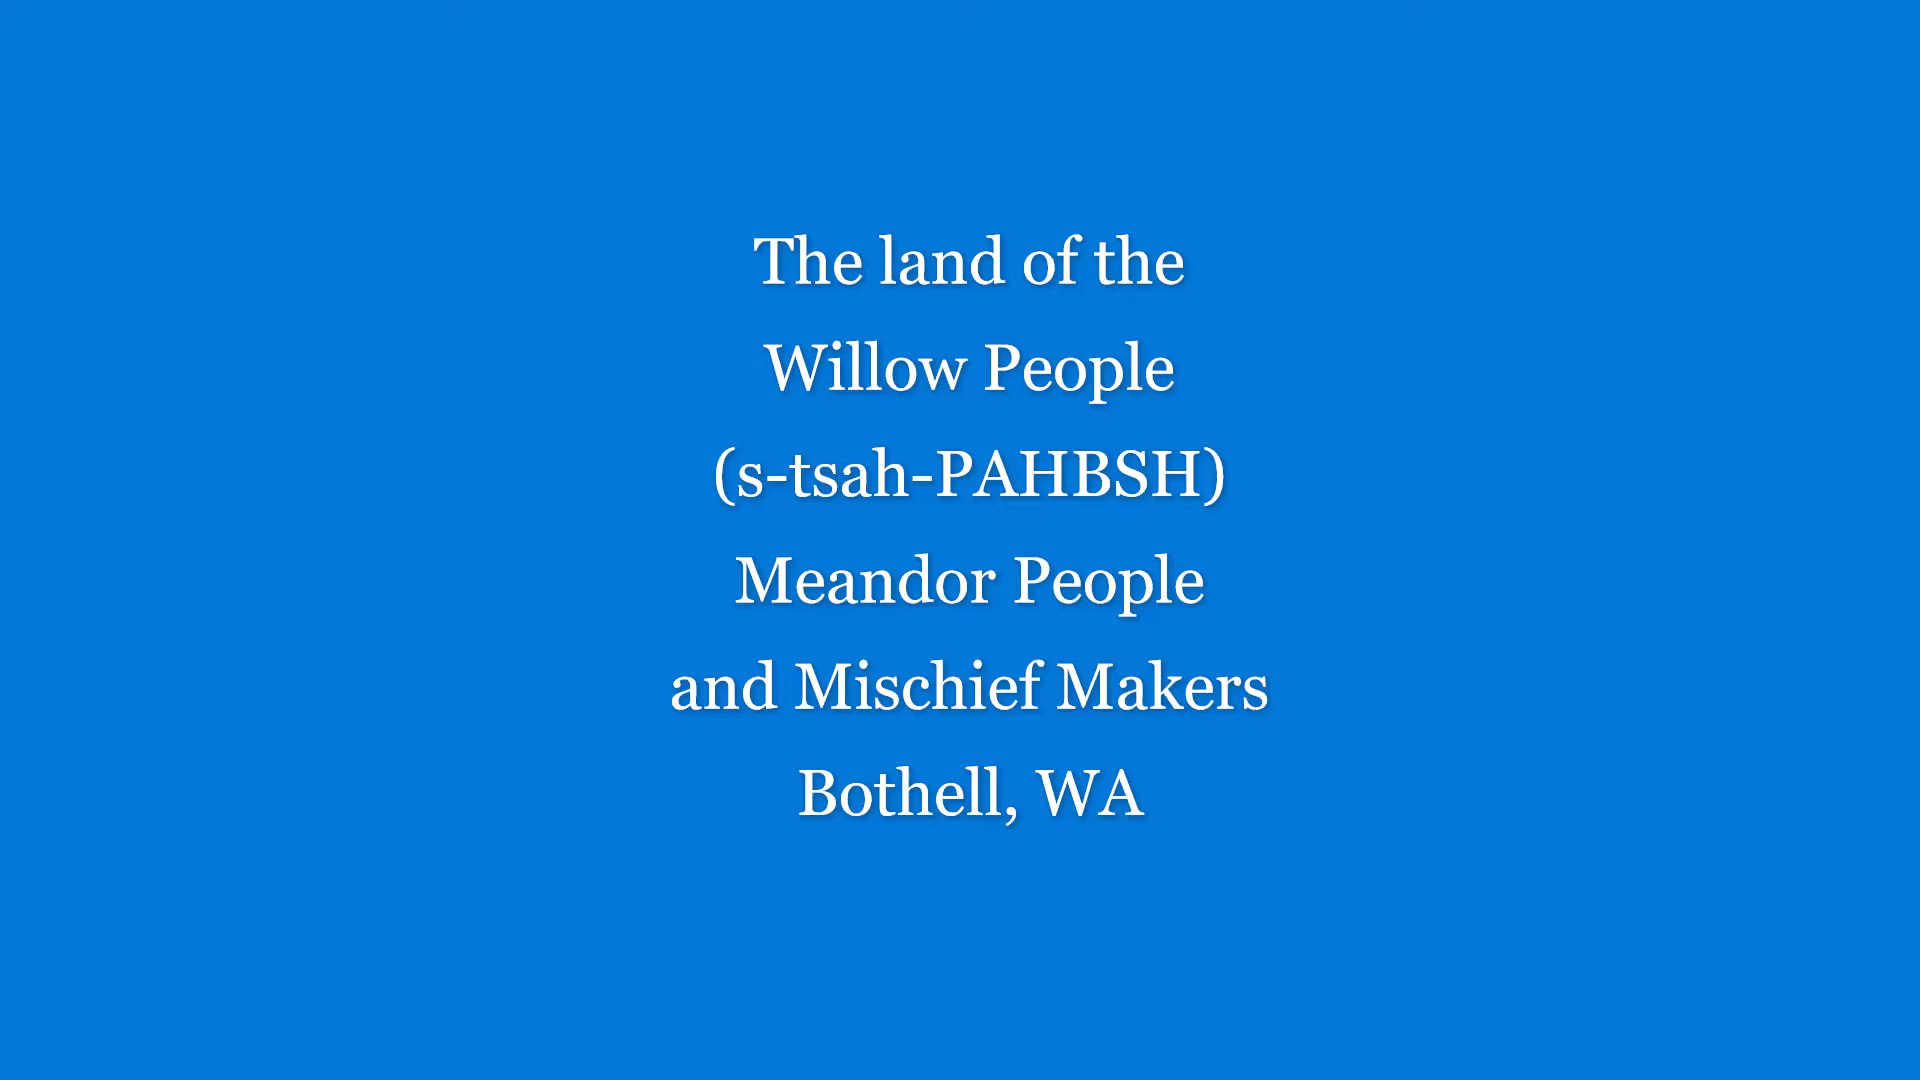 The land of the
Willow People
(s-tsah-PAHBSH)
Meandor People
and Mischief Makers
Bothell, WA